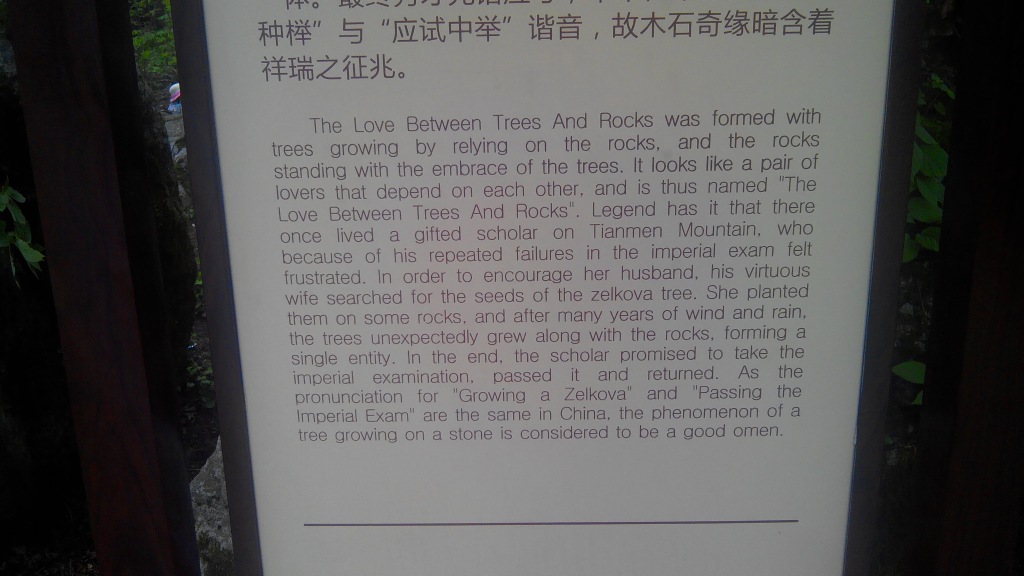 体。最终
种榉”与“应试中举”谐音，故木石奇缘暗含着
祥瑞之征兆。
The Love Between Trees And Rocks was formed with
trees growing by relying on the rocks, and the rocks
standing with the embrace of the trees. It looks like a pair of
lovers that depend on each other, and is thus named "The
Love Between Trees And Rocks". Legend has it that there
once lived a gifted scholar on Tianmen Mountain, who
because of his repeated failures in the imperial exam felt
frustrated. In order to encourage her husband, his virtuous
wife searched for the seeds of the zelkova tree. She planted
them on some rocks, and after many years of wind and rain,
the trees unexpectedly grew along with the rocks, forming a
single entity. In the end, the scholar promised to take the
imperial examination, passed it and returned. As the
pronunciation for "Growing a Zelkova" and "Passing the
Imperial Exam" are the same in China, the phenomenon of a
tree growing on a stone is considered to be a good omen.